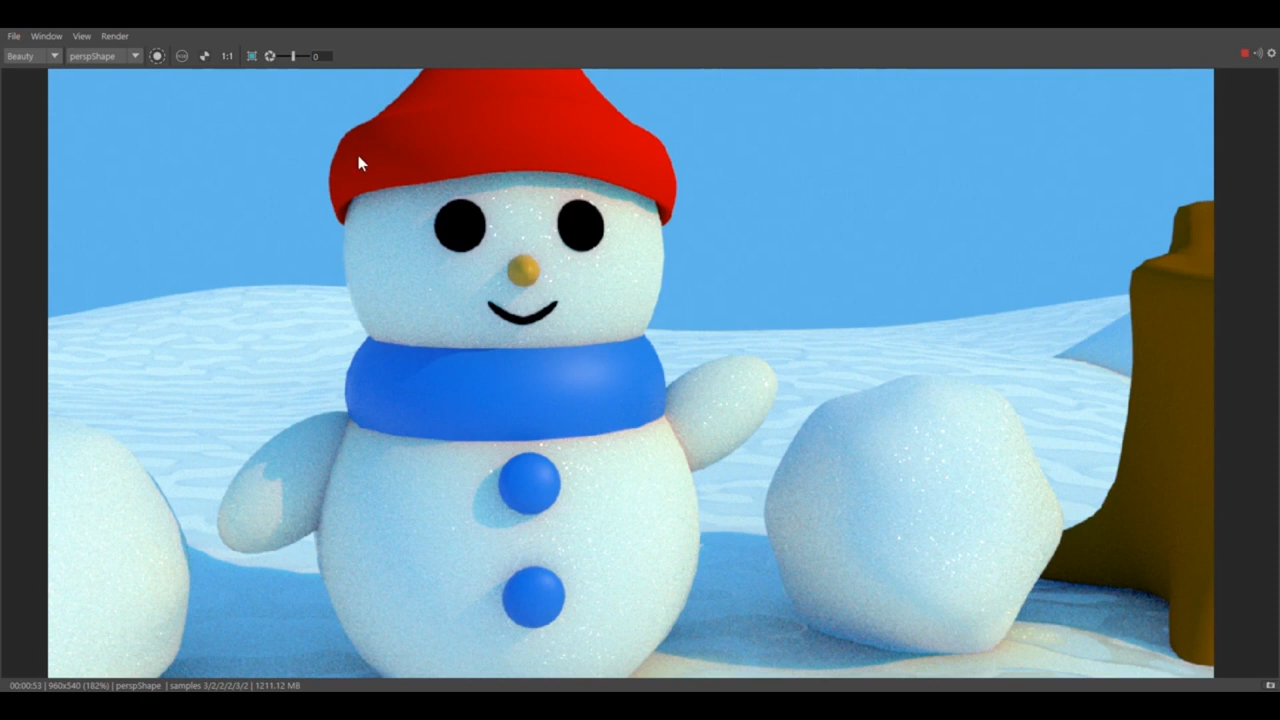 File Window View Render
Beauty perspShape 1:1 0
00:00:53 | 960x540 (182%) | perspShape | samples 3/2/2/2/3/2 | 1211.12 MB